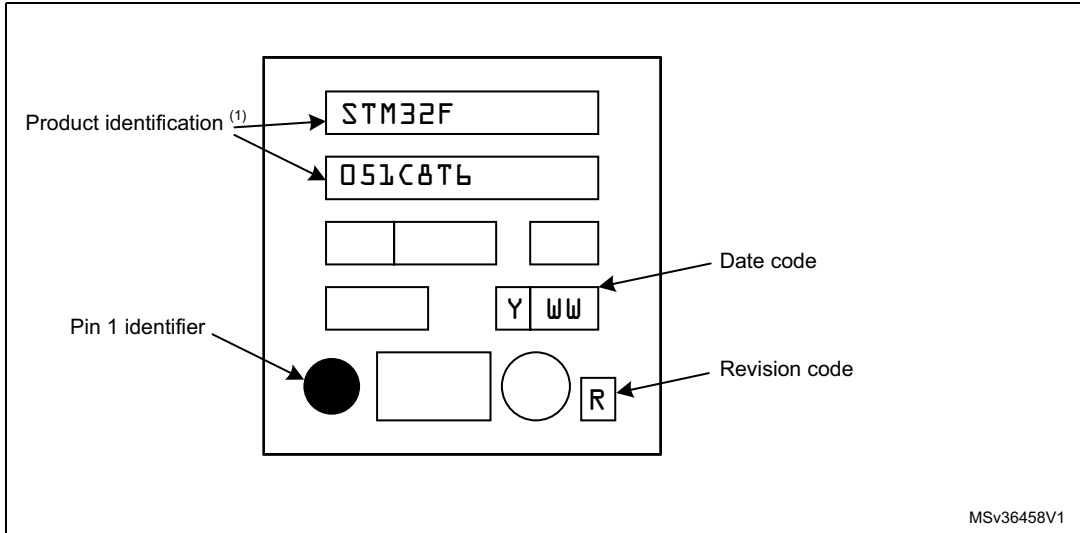 STM32F
Product identification (1)
051C8T6
Date code
Y WW
Pin 1 identifier
Revision code
R
MSv36458V1